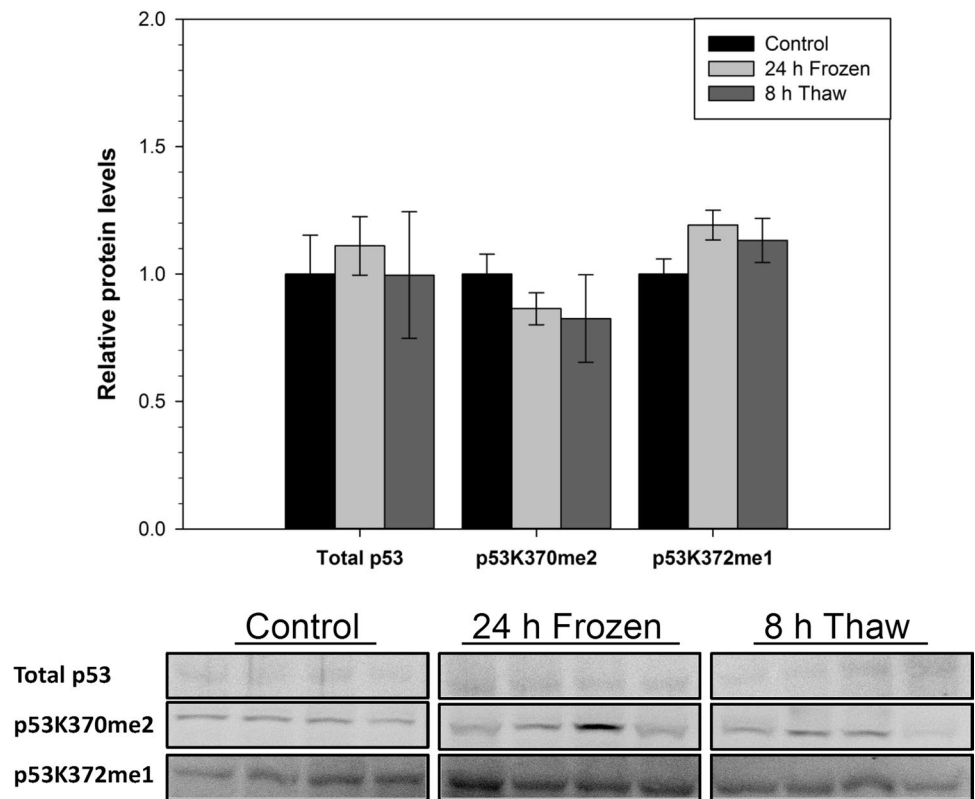 2.0
Control
24 h Frozen
8 h Thaw
1.5
Relative protein levels
1.0
0.5
0.0
Total p53 p53K370me2 p53K372me1
Control 24 h Frozen 8 h Thaw
Total p53
p53K370me2
p53K372me1